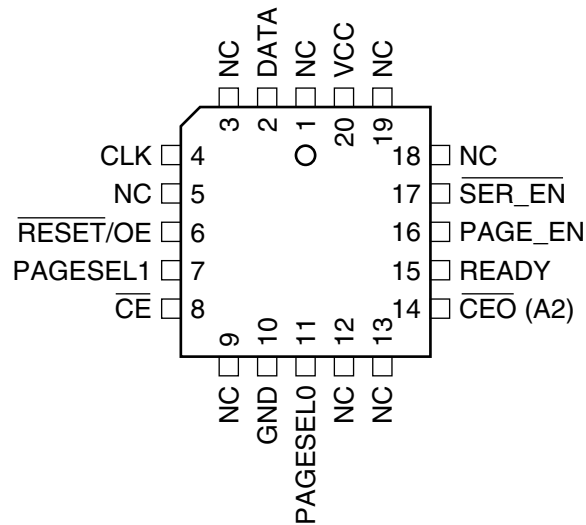 NC
DATA
NC
VCC
NC
3
2
1
20
19
CLK 4
18 NC
NC 5
17 SER_EN
RESET/OE 6
16 PAGE_EN
PAGESEL1 7
15 READY
CE 8
14 CEO (A2)
9
10
11
12
13
NC
GND
PAGESEL0
NC
NC